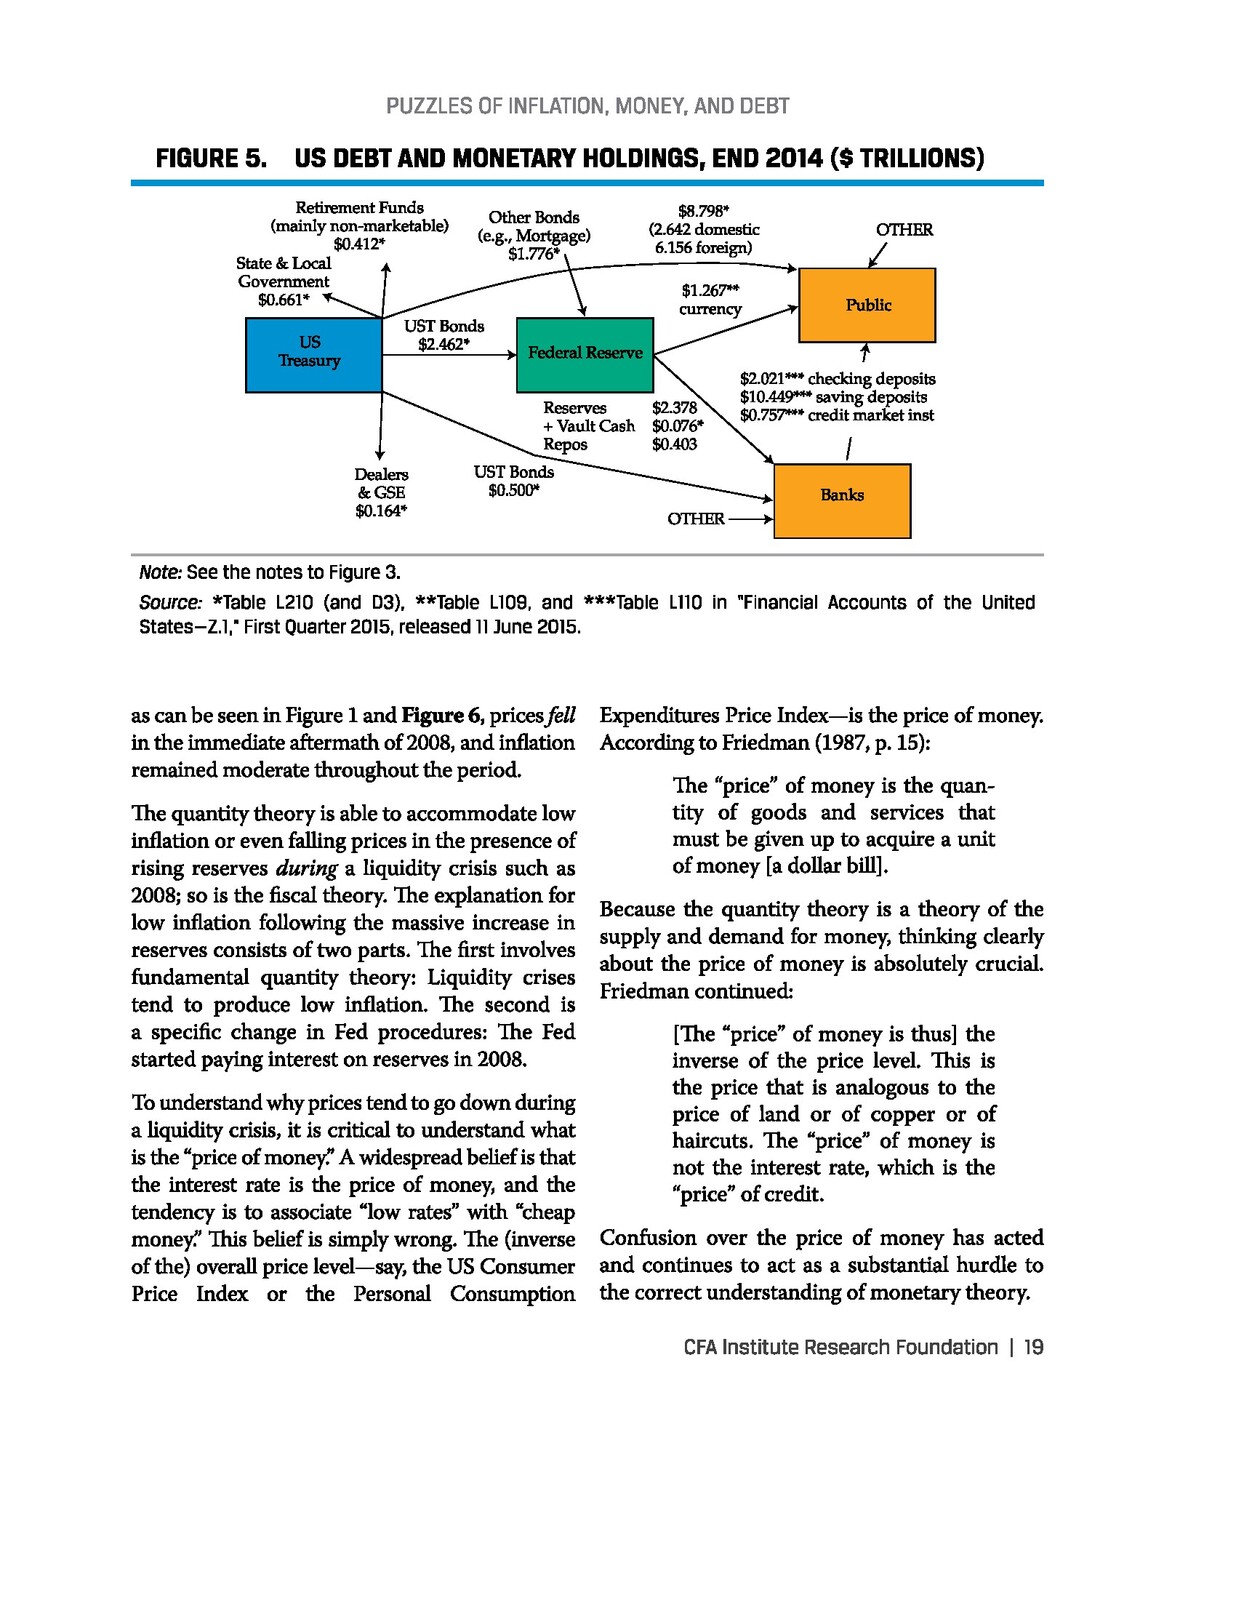 PUZZLES OF INFLATION, MONEY, AND DEBT
FIGURE 5. US DEBT AND MONETARY HOLDINGS, END 2014 ($ TRILLIONS)
Retirement Funds
(mainly non-marketable)
$0.412*
State & Local
Government
$0.661*
Other Bonds
(e.g., Mortgage)
$1.776*
$8.798*
(2.642 domestic
6.156 foreign)
OTHER
US
Treasury
UST Bonds
$2.462*
Federal Reserve
$1.267**
currency
Public
Reserves $2.378
+ Vault Cash $0.076*
Repos $0.403
$2.021*** checking deposits
$10.449*** saving deposits
$0.757*** credit market inst
Dealers
& GSE
$0.164*
UST Bonds
$0.500*
OTHER
Banks
Note: See the notes to Figure 3.
Source: *Table L210 (and D3), **Table L109, and ***Table L110 in "Financial Accounts of the United
States—Z.1," First Quarter 2015, released 11 June 2015.
as can be seen in Figure 1 and Figure 6, prices fell
in the immediate aftermath of 2008, and inflation
remained moderate throughout the period.
The quantity theory is able to accommodate low
inflation or even falling prices in the presence of
rising reserves during a liquidity crisis such as
2008; so is the fiscal theory. The explanation for
low inflation following the massive increase in
reserves consists of two parts. The first involves
fundamental quantity theory: Liquidity crises
tend to produce low inflation. The second is
a specific change in Fed procedures: The Fed
started paying interest on reserves in 2008.
To understand why prices tend to go down during
a liquidity crisis, it is critical to understand what
is the “price of money.” A widespread belief is that
the interest rate is the price of money, and the
tendency is to associate “low rates” with “cheap
money.” This belief is simply wrong. The (inverse
of the) overall price level—say, the US Consumer
Price Index or the Personal Consumption
Expenditures Price Index—is the price of money.
According to Friedman (1987, p. 15):
The “price” of money is the quan-
tity of goods and services that
must be given up to acquire a unit
of money [a dollar bill].
Because the quantity theory is a theory of the
supply and demand for money, thinking clearly
about the price of money is absolutely crucial.
Friedman continued:
[The “price” of money is thus] the
inverse of the price level. This is
the price that is analogous to the
price of land or of copper or of
haircuts. The “price” of money is
not the interest rate, which is the
“price” of credit.
Confusion over the price of money has acted
and continues to act as a substantial hurdle to
the correct understanding of monetary theory.
CFA Institute Research Foundation | 19